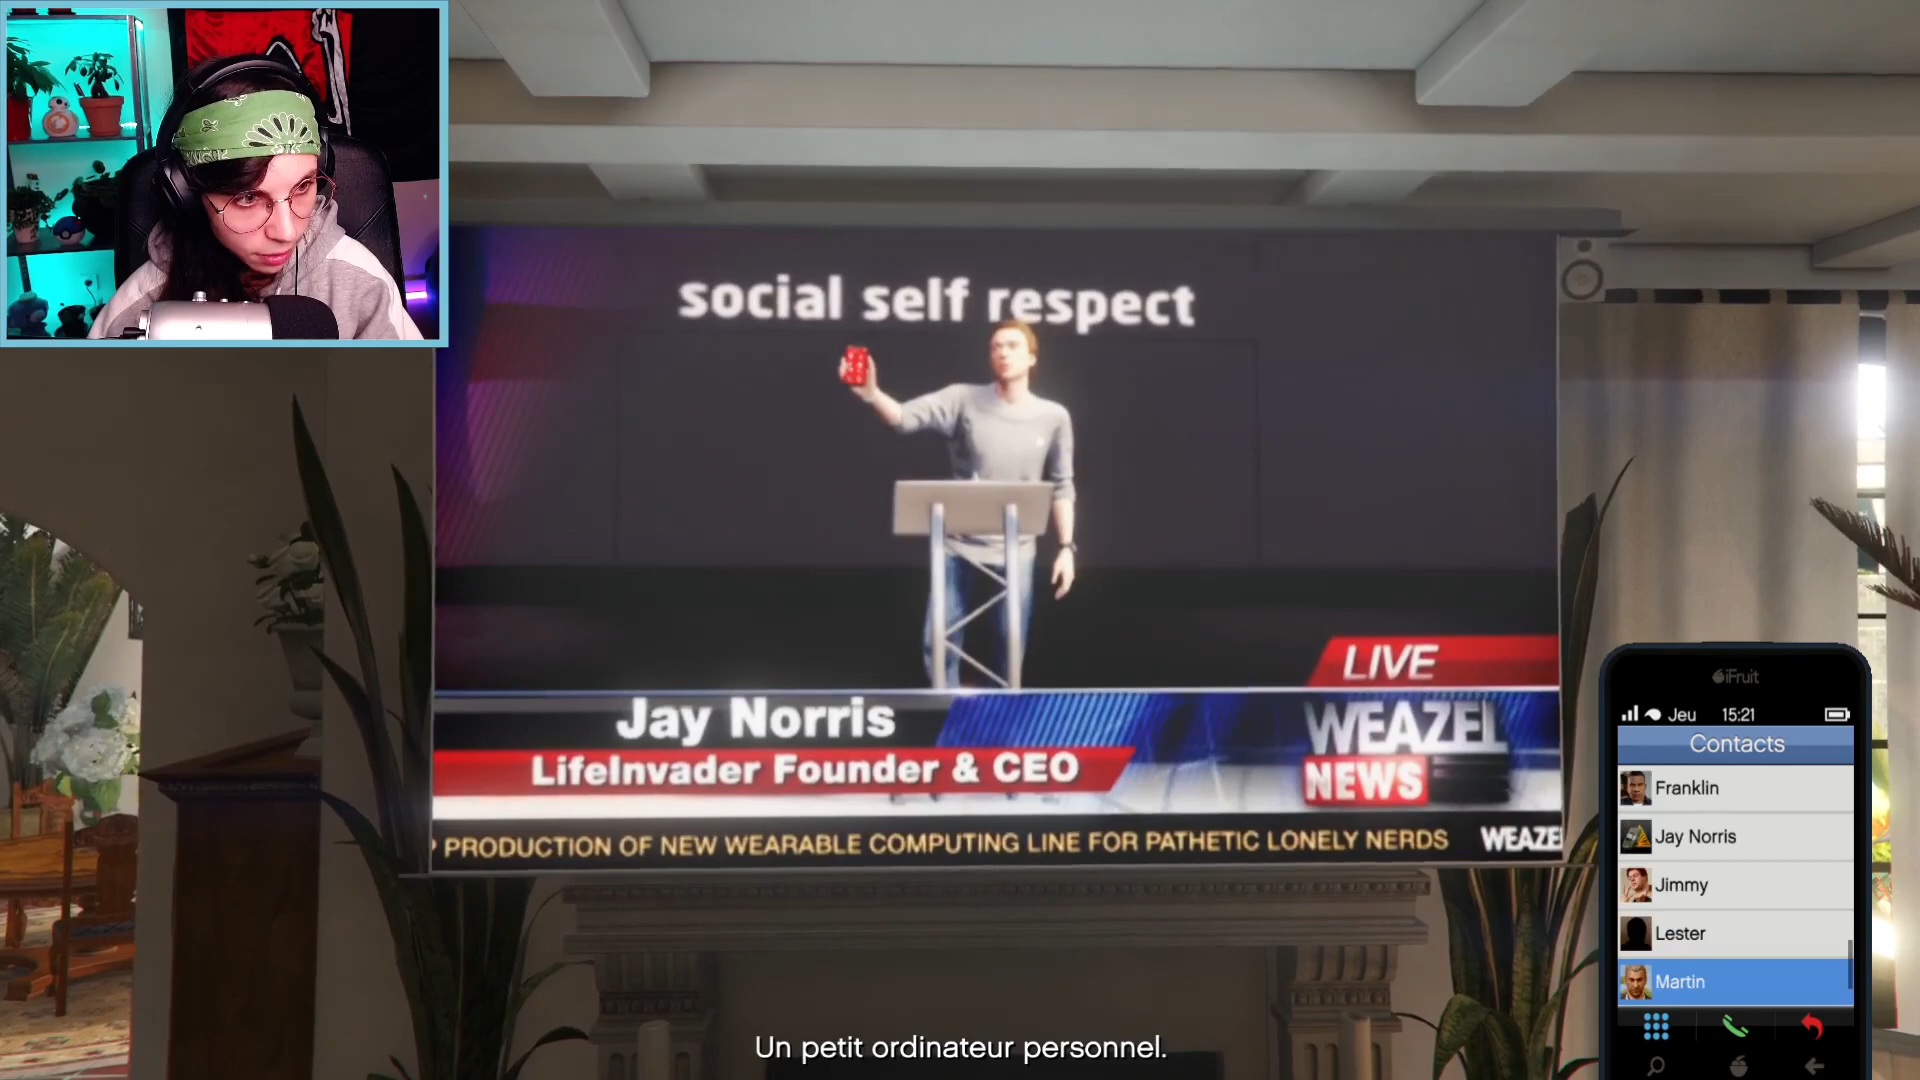 social self respect
LIVE
Jay Norris
LifeInvader Founder & CEO
WEAZEL
NEWS
PRODUCTION OF NEW WEARABLE COMPUTING LINE FOR PATHETIC LONELY NERDS WEAZE
Un petit ordinateur personnel.
iFruit
Jeu 15:21
Contacts
Franklin
Jay Norris
Jimmy
Lester
Martin